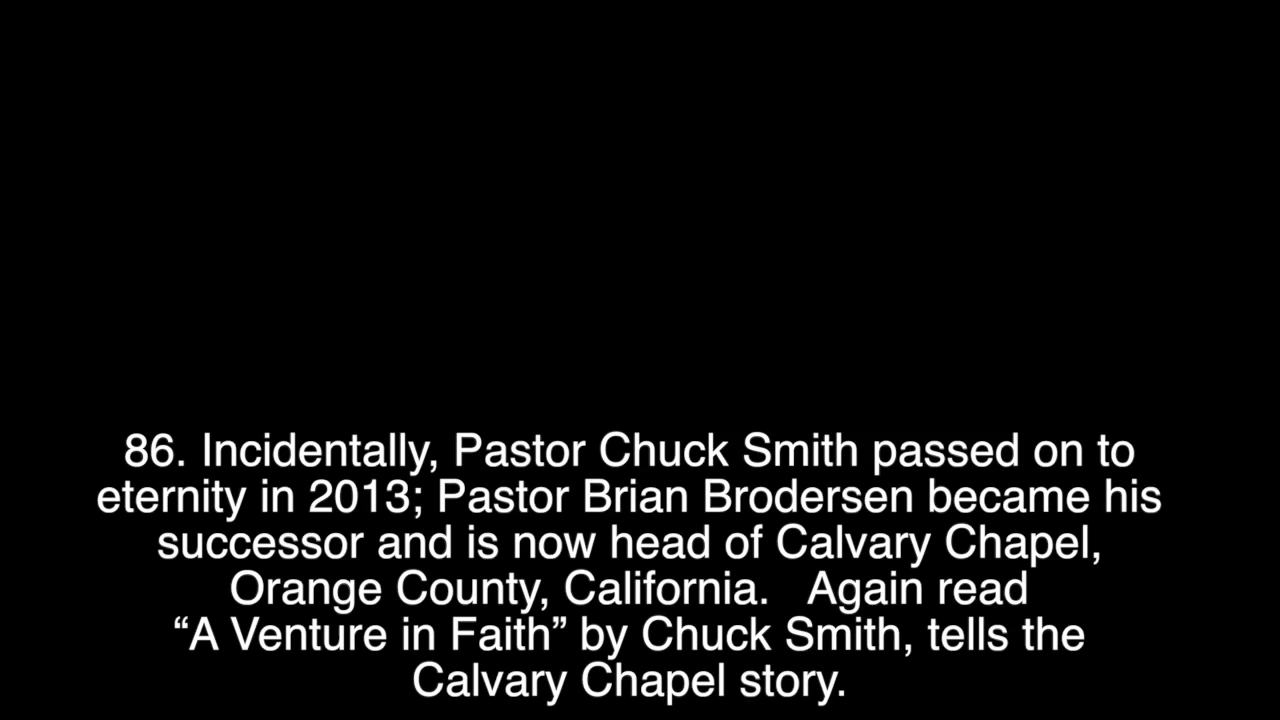 86. Incidentally, Pastor Chuck Smith passed on to
eternity in 2013; Pastor Brian Brodersen became his
successor and is now head of Calvary Chapel,
Orange County, California.   Again read
“A Venture in Faith” by Chuck Smith, tells the
Calvary Chapel story.